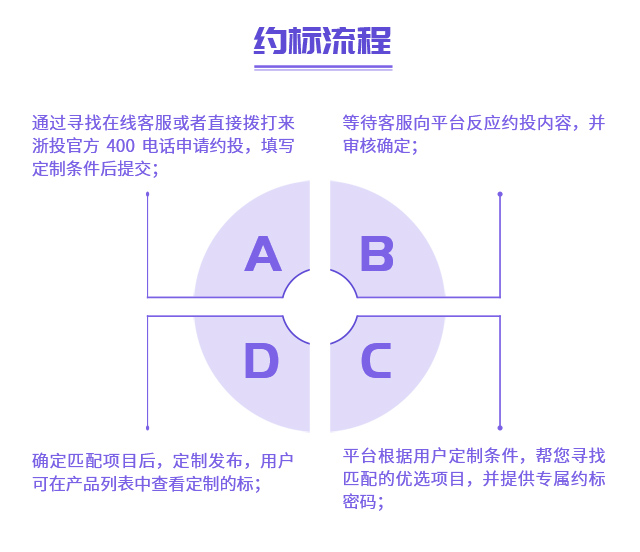 约标流程
通过寻找在线客服或者直接拨打来
浙投官方 400 电话申请约投，填写
定制条件后提交；
等待客服向平台反应约投内容，并
审核确定；
A
B
D
C
确定匹配项目后，定制发布，用户
可在产品列表中查看定制的标；
平台根据用户定制条件，帮您寻找
匹配的优选项目，并提供专属约标
密码；